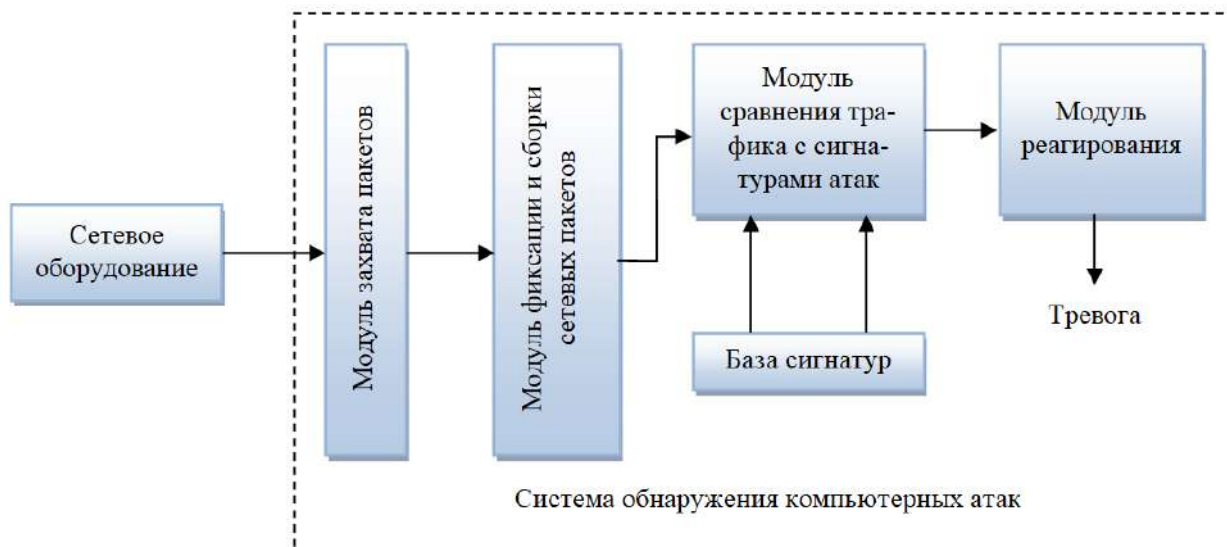 Сетевое
оборудование
Модуль захвата пакетов
Модуль фиксации и сборки
сетевых пакетов
Модуль
сравнения тра-
фика с сигна-
турами атак
Модуль
реагирования
База сигнатур
Тревога
Система обнаружения компьютерных атак